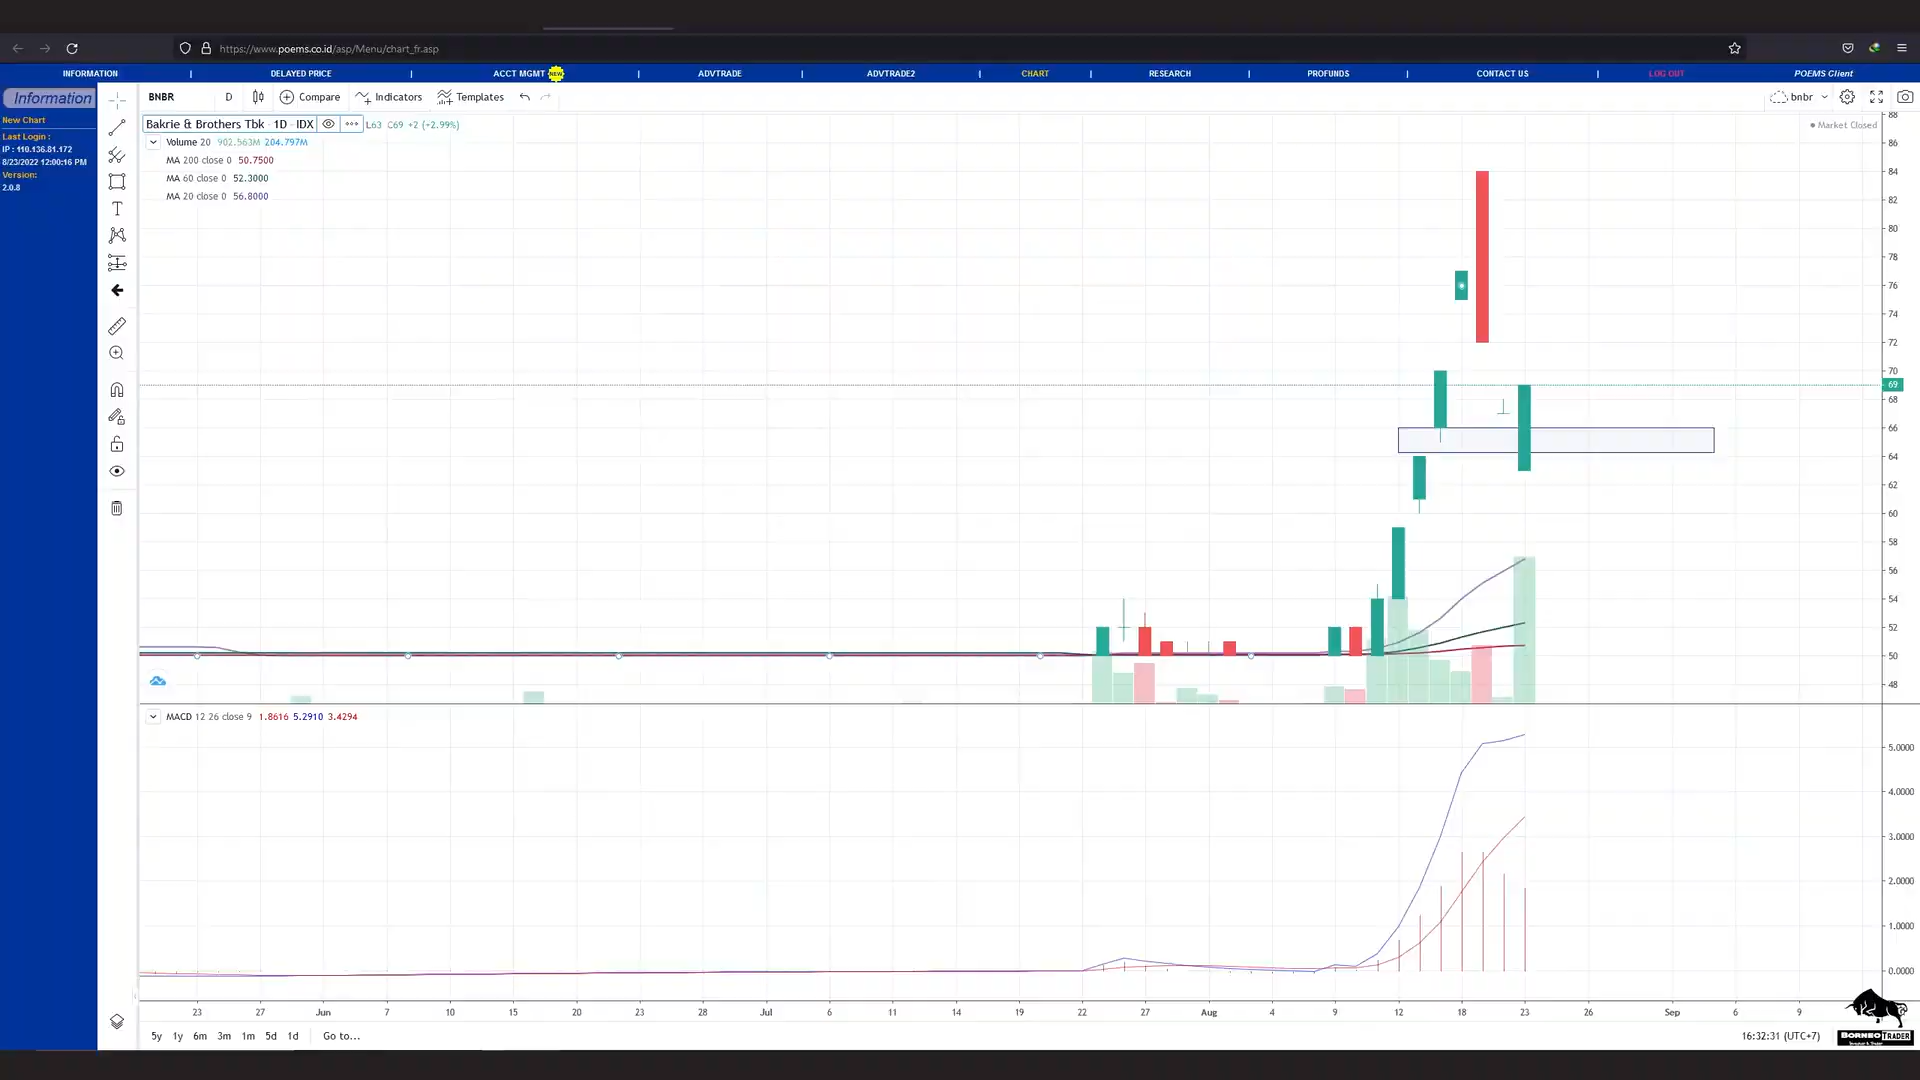 https://www.poems.co.id/asp/Menu/chart_fr.asp
INFORMATION | DELAYED PRICE | ACCT MGMT NEW | ADVTRADE | ADVTRADE2 | CHART | RESEARCH | PROFUNDS | CONTACT US | LOG OUT POEMS Client
Information
New Chart
Last Login :
IP : 110.136.81.172
8/23/2022 12:00:16 PM
Version:
2.0.8
BNBR D Compare Indicators Templates bnbr
Bakrie & Brothers Tbk · 1D · IDX L63 C69 +2 (+2.99%)
Market Closed
Volume 20 902.563M 204.797M
MA 200 close 0 50.7500
MA 60 close 0 52.3000
MA 20 close 0 56.8000
88
86
84
82
80
78
76
74
72
70
69
68
66
64
62
60
58
56
54
52
50
48
MACD 12 26 close 9 1.8616 5.2910 3.4294
5.0000
4.0000
3.0000
2.0000
1.0000
0.0000
23 27 Jun 7 10 15 20 23 28 Jul 6 11 14 19 22 27 Aug 4 9 12 18 23 26 Sep 6 9
5y 1y 6m 3m 1m 5d 1d Go to...
16:32:31 (UTC+7)
BORNEO TRADER